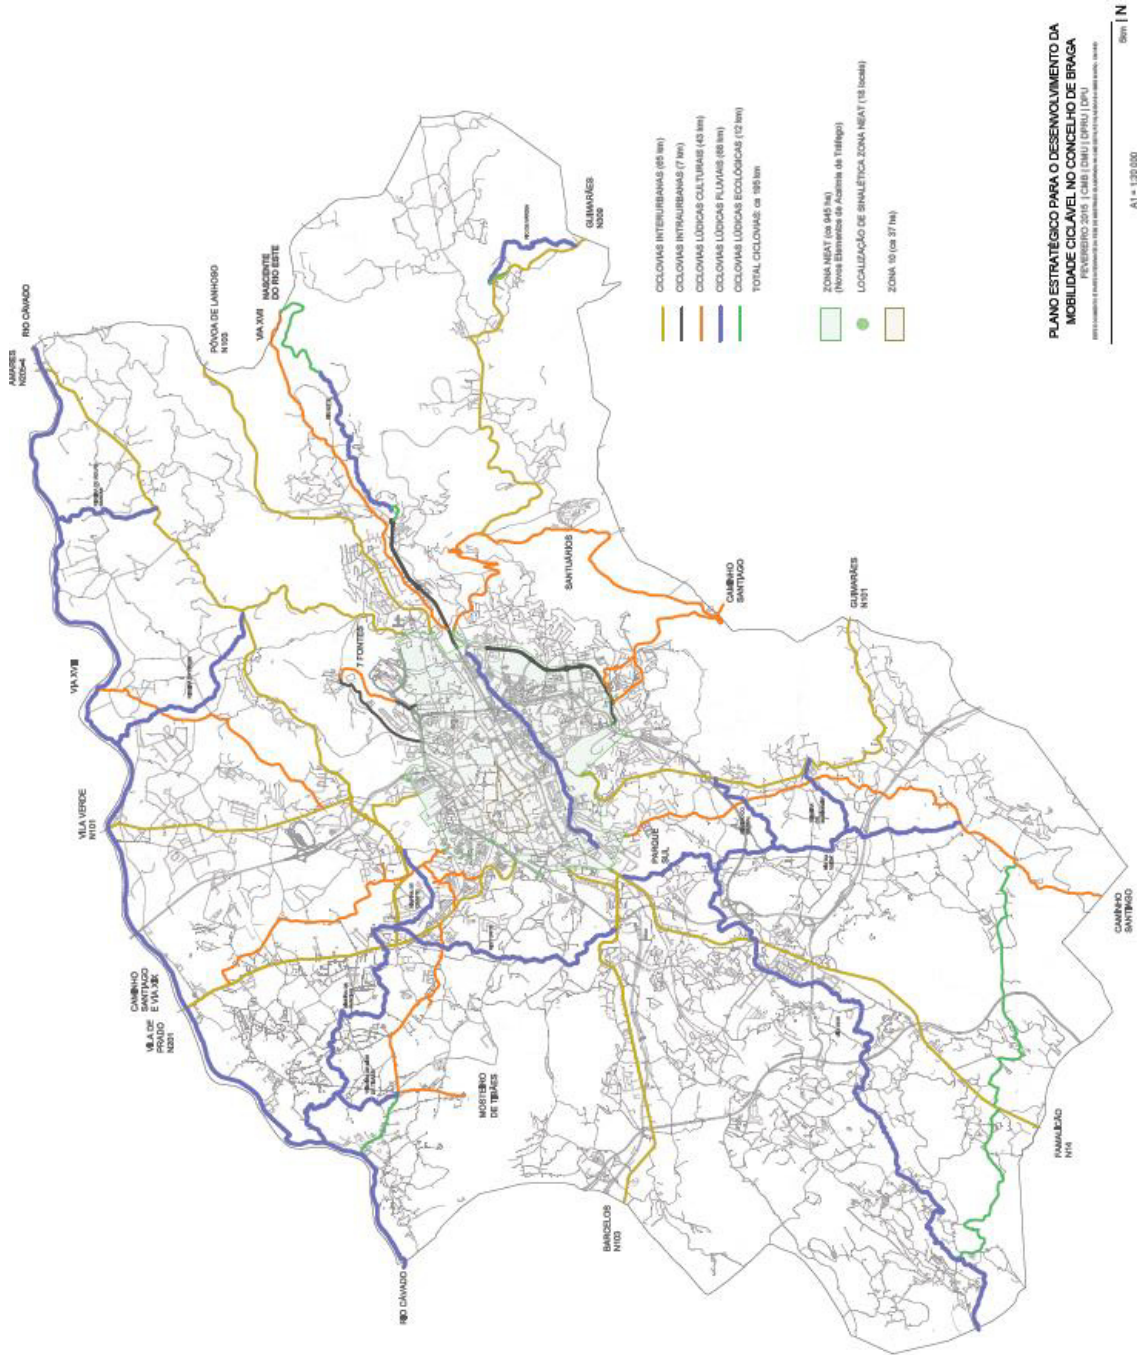 AMARES
N205-4
RIO CÁVADO
PÓVOA DE LANHOSO
N103
VIA XVII
NASCENTE
DO RIO ESTE
GUIMARÃES
N309
VIA XVIII
7 FONTES
SANTUÁRIOS
CAMINHO
SANTIAGO
GUIMARÃES
N101
VILA VERDE
N101
PARQUE
SUL
CAMINHO
SANTIAGO
CAMINHO
SANTIAGO
E VIA XIX
VILA DE
PRADO
N201
MOSTEIRO
DE TIBÃES
RIO CÁVADO
BARCELOS
N103
FAMALICÃO
N14
CICLOVIAS INTERURBANAS (65 km)
CICLOVIAS INTRAURBANAS (7 km)
CICLOVIAS LÚDICAS CULTURAIS (43 km)
CICLOVIAS LÚDICAS FLUVIAIS (68 km)
CICLOVIAS LÚDICAS ECOLÓGICAS (12 km)
TOTAL CICLOVIAS: ca 195 km
ZONA NEAT (ca 945 ha)
(Novos Elementos de Acalmia de Tráfego)
LOCALIZAÇÃO DE SINALÉTICA ZONA NEAT (18 locais)
ZONA 10 (ca 37 ha)
PLANO ESTRATÉGICO PARA O DESENVOLVIMENTO DA
MOBILIDADE CICLÁVEL NO CONCELHO DE BRAGA
FEVEREIRO 2015 | CMB | DMU | DPRU | DPU
5km | N
A1 = 1:30 000